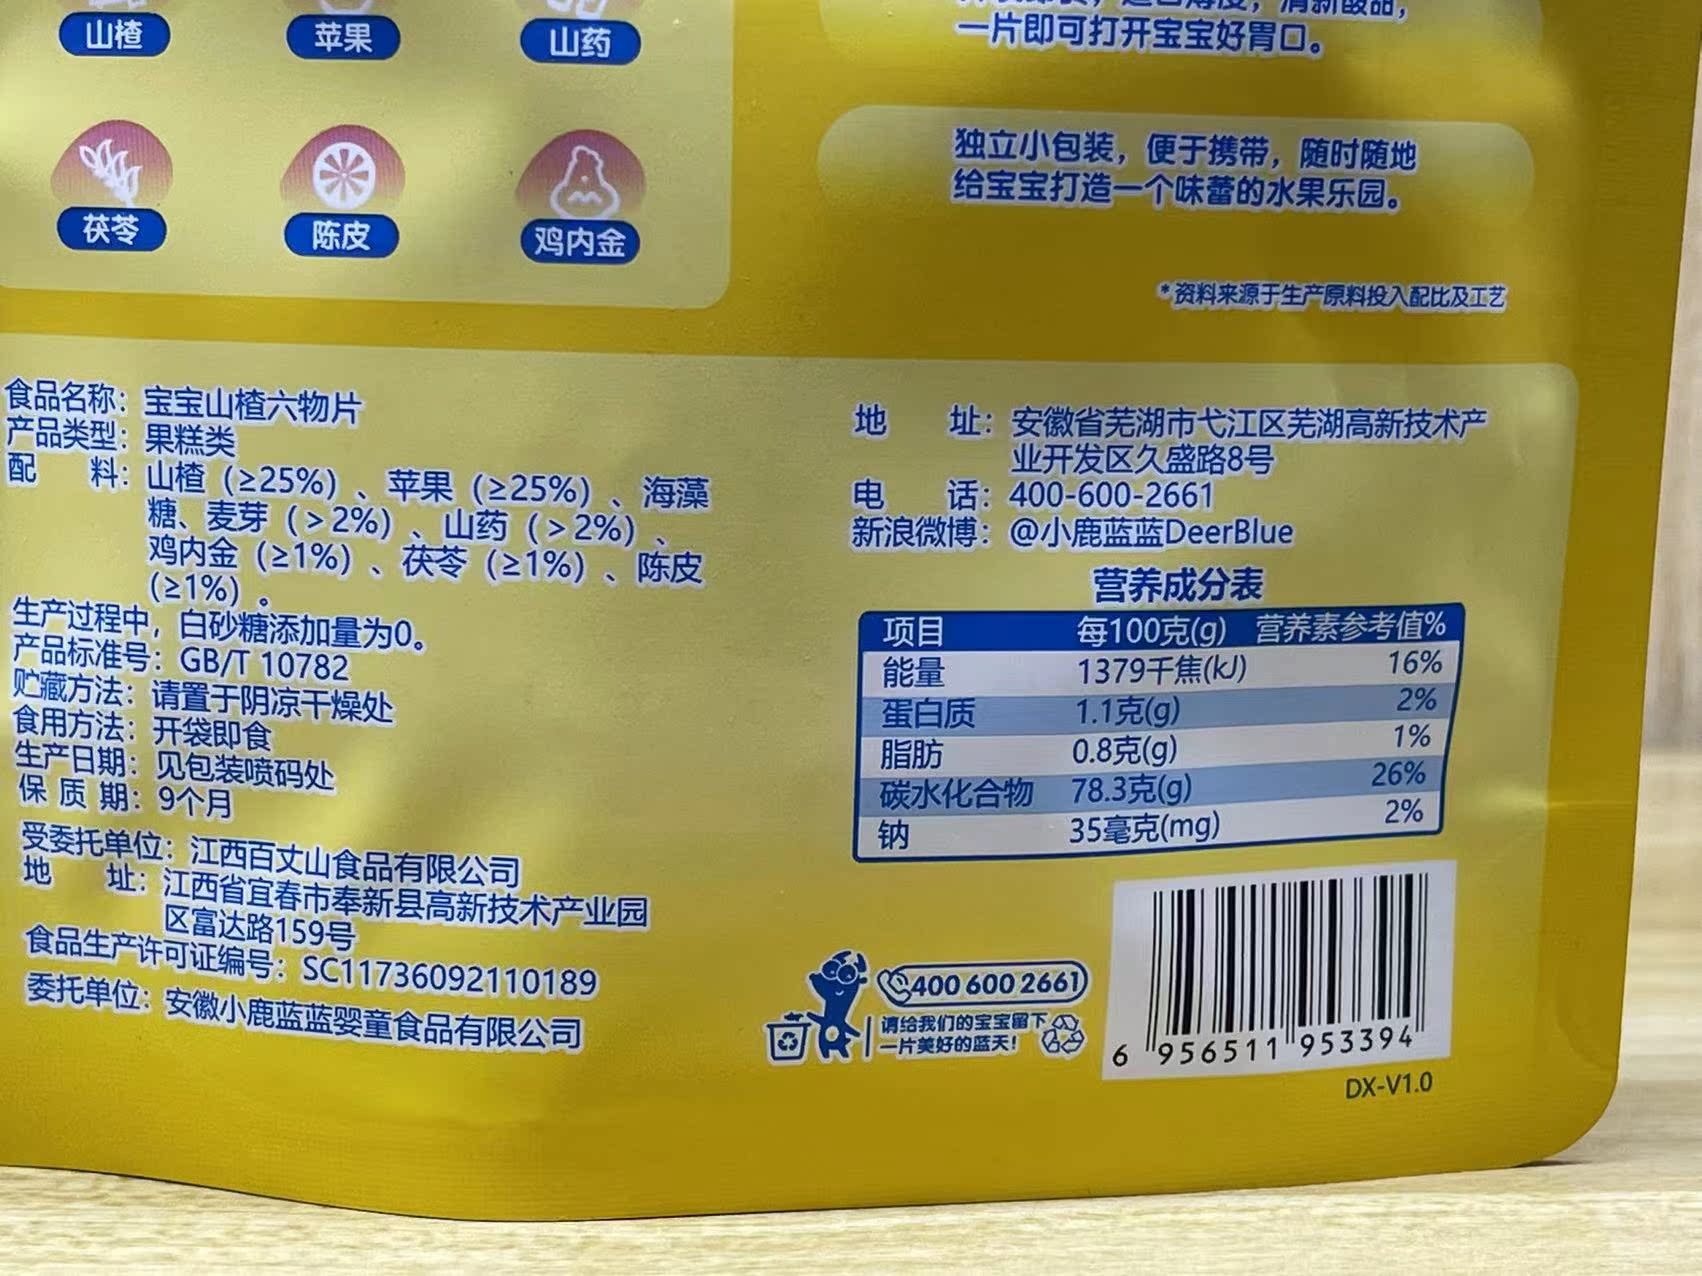 山楂 苹果 山药
一片即可打开宝宝好胃口。
茯苓 陈皮 鸡内金
独立小包装，便于携带，随时随地
给宝宝打造一个味蕾的水果乐园。
*资料来源于生产原料投入配比及工艺
食品名称：宝宝山楂六物片
产品类型：果糕类
配 料：山楂（≥25%）、苹果（≥25%）、海藻
糖、麦芽（>2%）、山药（>2%）、
鸡内金（≥1%）、茯苓（≥1%）、陈皮
（≥1%）。
生产过程中，白砂糖添加量为0。
产品标准号：GB/T 10782
贮藏方法：请置于阴凉干燥处
食用方法：开袋即食
生产日期：见包装喷码处
保 质 期：9个月
受委托单位：江西百丈山食品有限公司
地 址：江西省宜春市奉新县高新技术产业园
区富达路159号
食品生产许可证编号：SC11736092110189
委托单位：安徽小鹿蓝蓝婴童食品有限公司
地 址：安徽省芜湖市弋江区芜湖高新技术产
业开发区久盛路8号
电 话：400-600-2661
新浪微博：@小鹿蓝蓝DeerBlue
营养成分表
项目 每100克(g) 营养素参考值%
能量 1379千焦(kJ) 16%
蛋白质 1.1克(g) 2%
脂肪 0.8克(g) 1%
碳水化合物 78.3克(g) 26%
钠 35毫克(mg) 2%
400 600 2661
请给我们的宝宝留下
一片美好的蓝天！
6 956511 953394
DX-V1.0